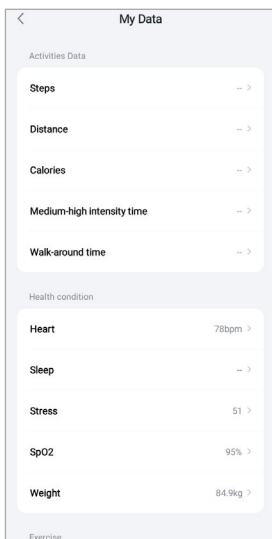 My Data
Activities Data
Steps -- >
Distance -- >
Calories -- >
Medium-high intensity time -- >
Walk-around time -- >
Health condition
Heart 78bpm >
Sleep -- >
Stress 51 >
SpO2 95% >
Weight 84.9kg >
Exercise